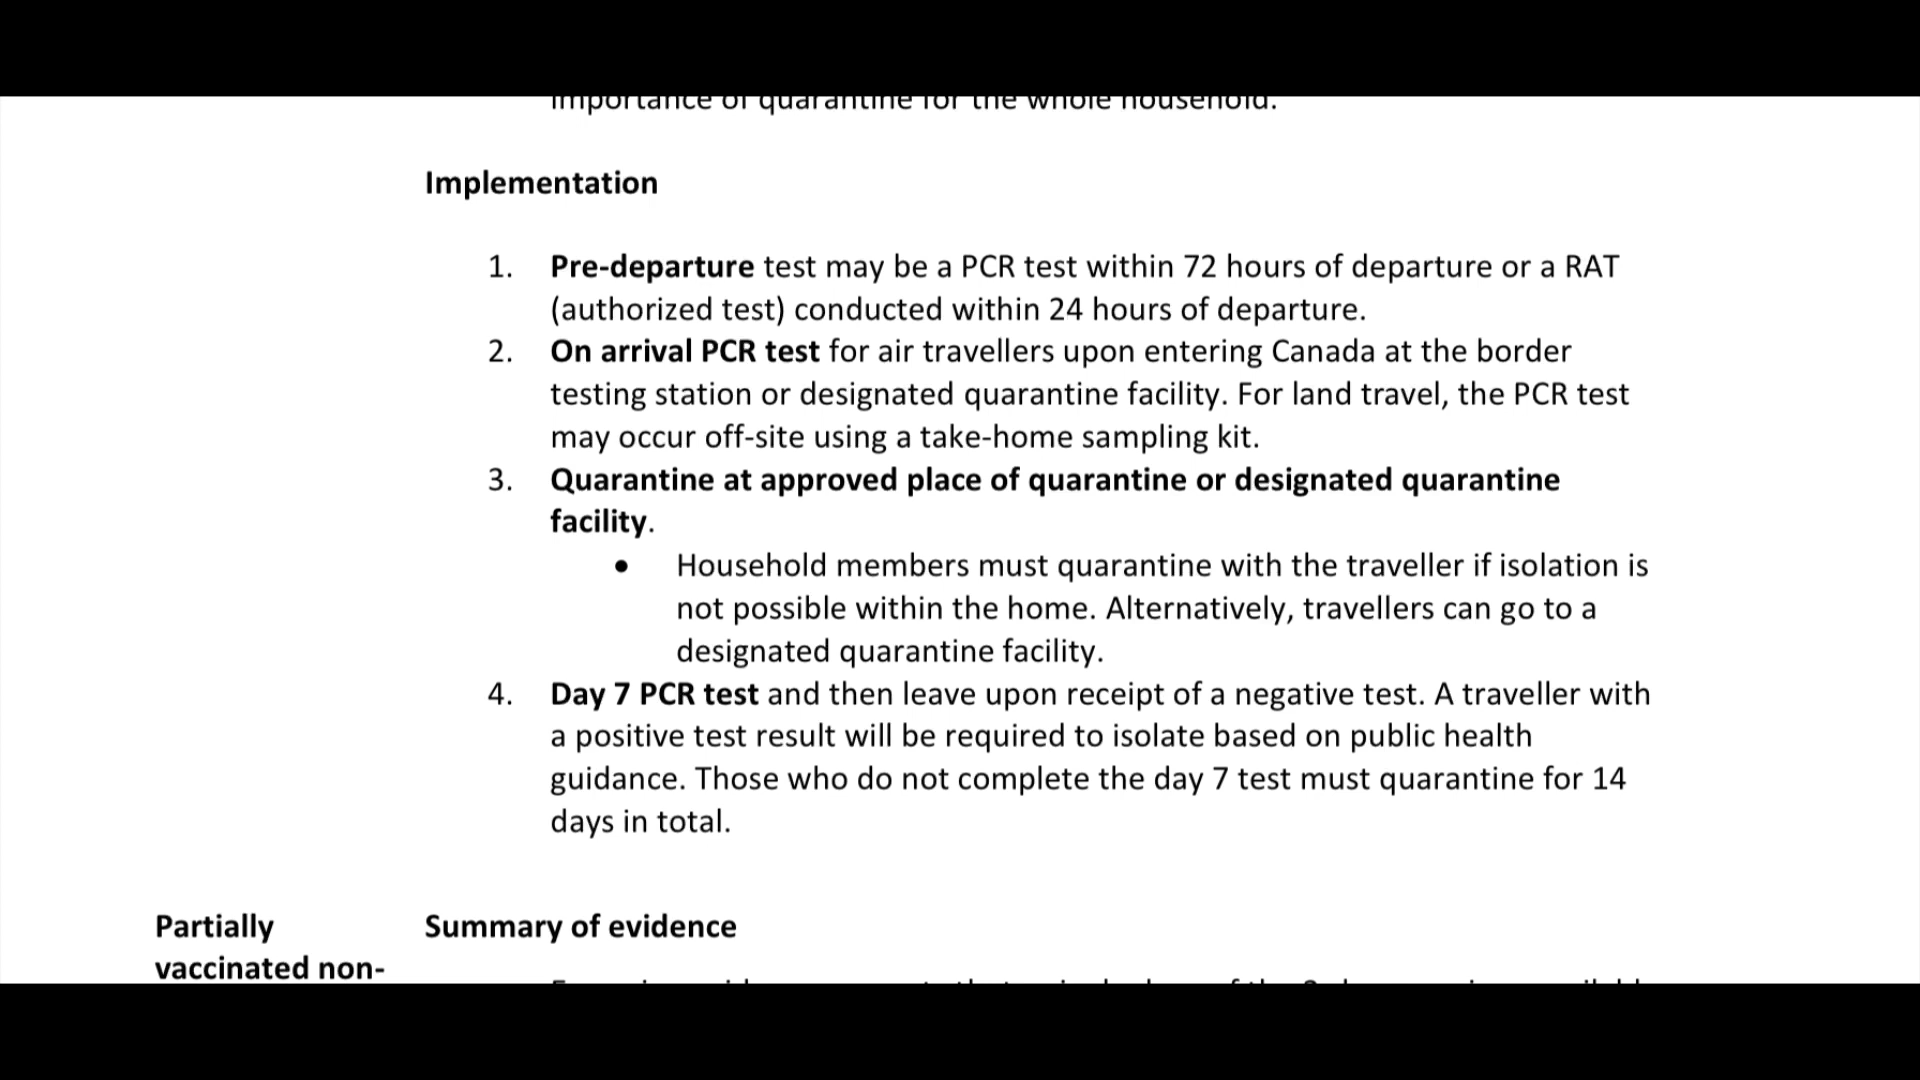 importance of quarantine for the whole household.
Implementation
1. Pre-departure test may be a PCR test within 72 hours of departure or a RAT
(authorized test) conducted within 24 hours of departure.
2. On arrival PCR test for air travellers upon entering Canada at the border
testing station or designated quarantine facility. For land travel, the PCR test
may occur off-site using a take-home sampling kit.
3. Quarantine at approved place of quarantine or designated quarantine
facility.
• Household members must quarantine with the traveller if isolation is
not possible within the home. Alternatively, travellers can go to a
designated quarantine facility.
4. Day 7 PCR test and then leave upon receipt of a negative test. A traveller with
a positive test result will be required to isolate based on public health
guidance. Those who do not complete the day 7 test must quarantine for 14
days in total.
Partially
vaccinated non-
Summary of evidence